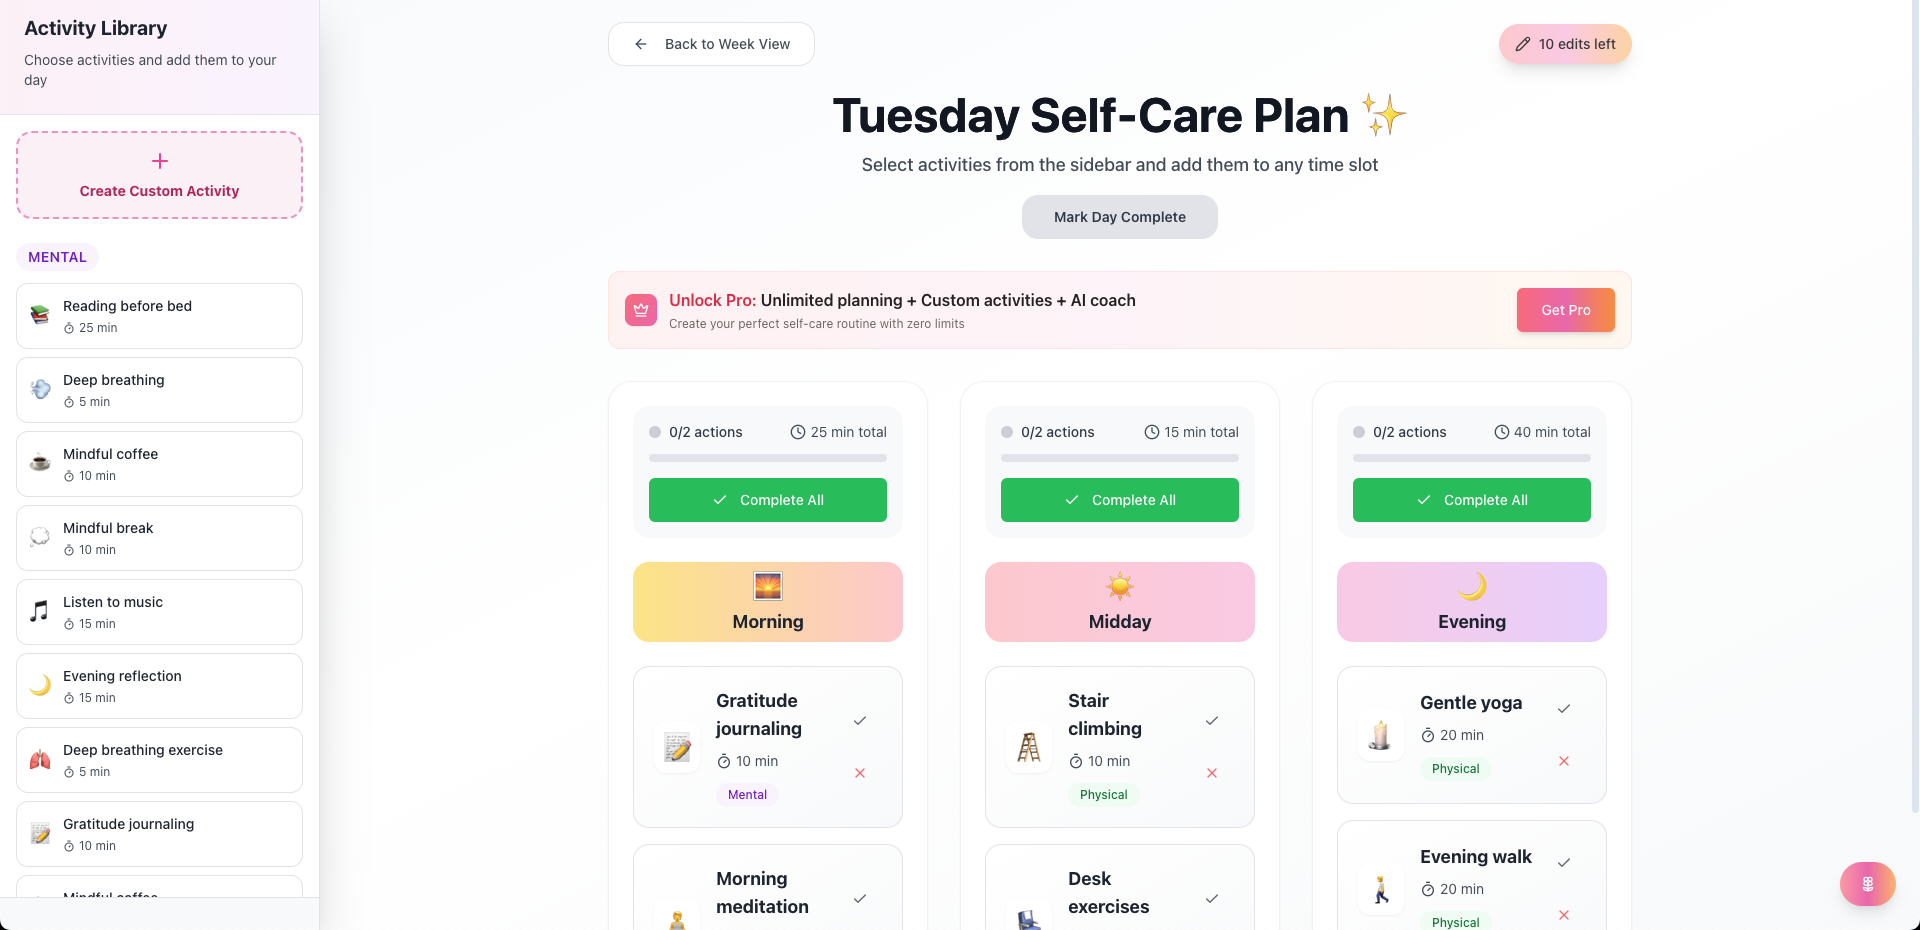 Activity Library
Choose activities and add them to your
day
Create Custom Activity
MENTAL
Reading before bed
25 min
Deep breathing
5 min
Mindful coffee
10 min
Mindful break
10 min
Listen to music
15 min
Evening reflection
15 min
Deep breathing exercise
5 min
Gratitude journaling
10 min
Mindful coffee
Back to Week View
10 edits left
Tuesday Self-Care Plan
Select activities from the sidebar and add them to any time slot
Mark Day Complete
Unlock Pro: Unlimited planning + Custom activities + AI coach
Create your perfect self-care routine with zero limits
Get Pro
0/2 actions
25 min total
Complete All
Morning
Gratitude
journaling
10 min
Mental
Morning
meditation
0/2 actions
15 min total
Complete All
Midday
Stair
climbing
10 min
Physical
Desk
exercises
0/2 actions
40 min total
Complete All
Evening
Gentle yoga
20 min
Physical
Evening walk
20 min
Physical